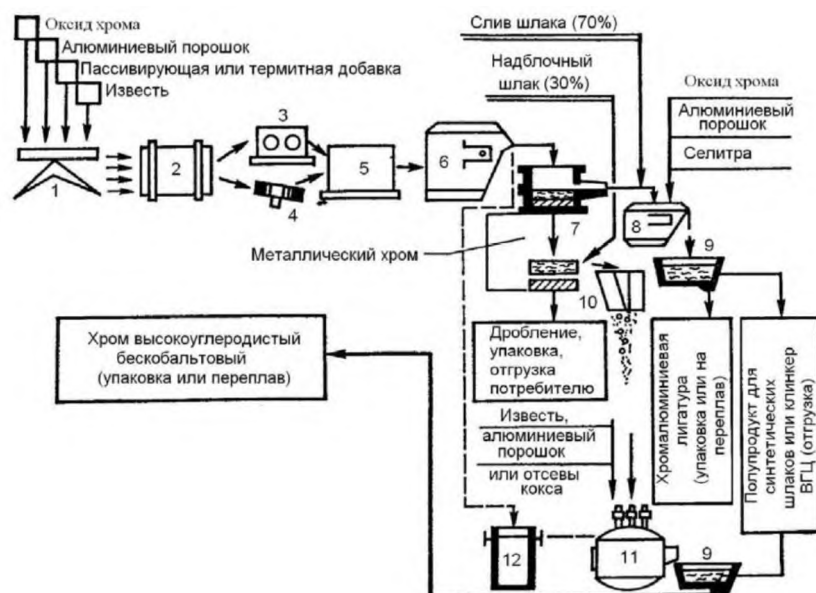 Оксид хрома
Алюминиевый порошок
Пассивирующая или термитная добавка
Известь
Слив шлака (70%)
Надблочный
шлак (30%)
Оксид хрома
Алюминиевый
порошок
Селитра
1
2
3
4
5
6
7
8
9
Металлический хром
10
Хром высокоуглеродистый
бескобальтовый
(упаковка или переплав)
Дробление,
упаковка,
отгрузка
потребителю
Хромалюминиевая
лигатура
(упаковка или на
переплав)
Полупродукт для
синтетических
шлаков или клинкер
ВГЦ (отгрузка)
Известь,
алюминиевый
порошок
или отсевы
кокса
12
11
9